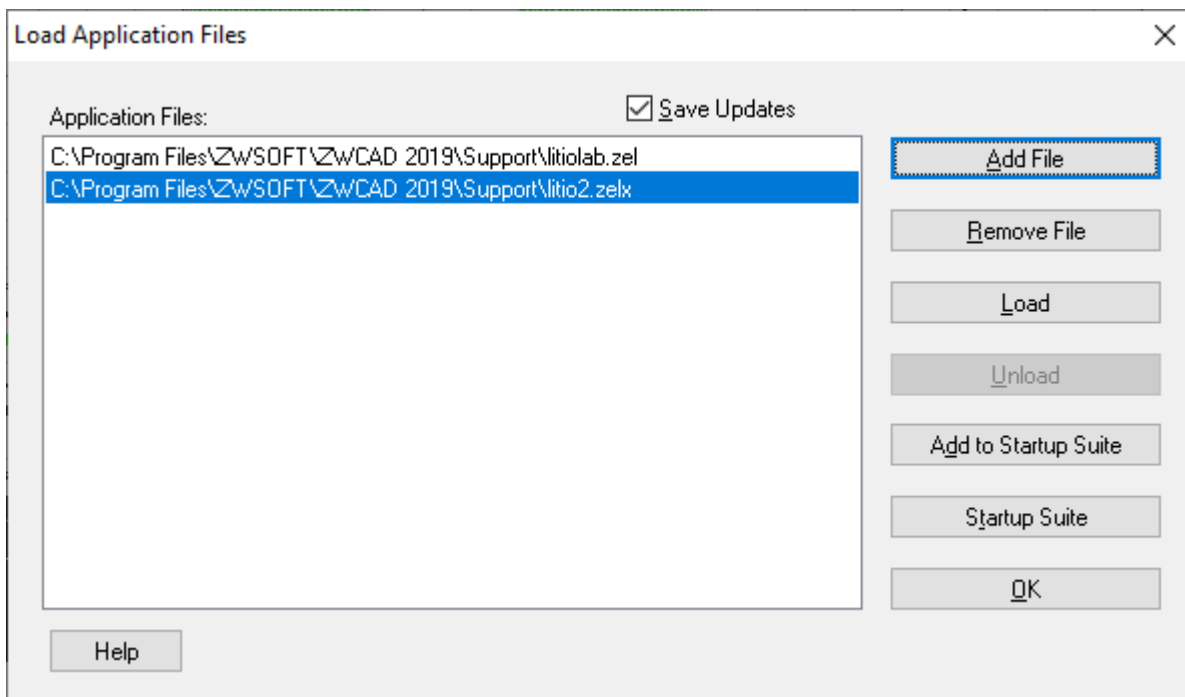 Load Application Files
Application Files:
Save Updates
C:\Program Files\ZWSOFT\ZWCAD 2019\Support\litiolab.zel
C:\Program Files\ZWSOFT\ZWCAD 2019\Support\litio2.zelx
Add File
Remove File
Load
Unload
Add to Startup Suite
Startup Suite
OK
Help